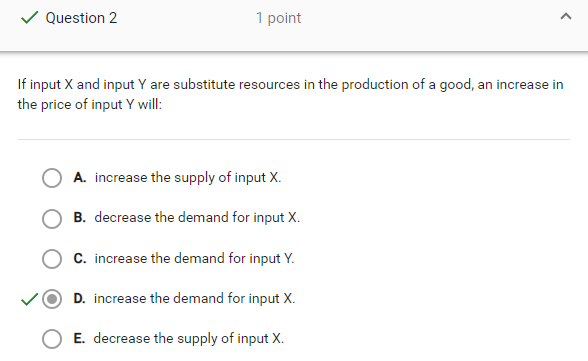 Question 2
1 point
If input X and input Y are substitute resources in the production of a good, an increase in
the price of input Y will:
A. increase the supply of input X.
B. decrease the demand for input X.
C. increase the demand for input Y.
D. increase the demand for input X.
E. decrease the supply of input X.